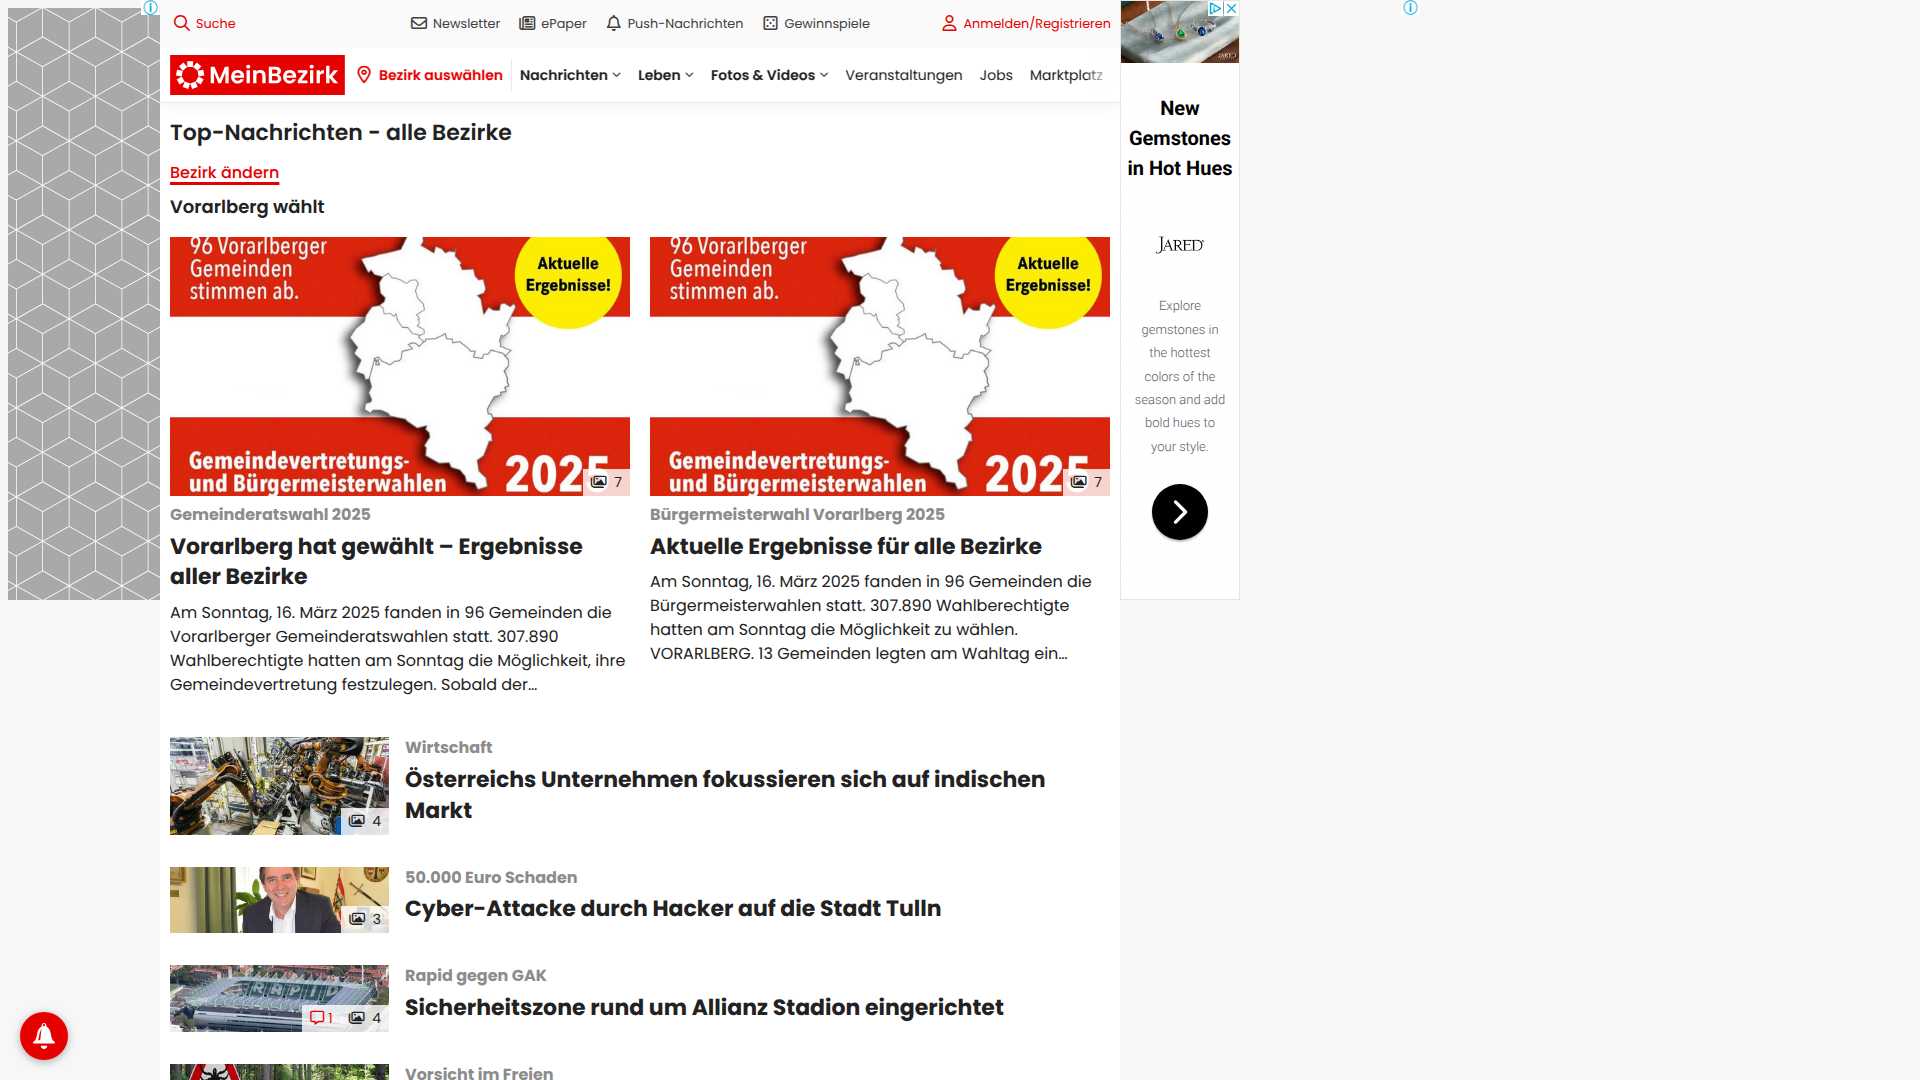 Suche
Newsletter
ePaper
Push-Nachrichten
Gewinnspiele
Anmelden/Registrieren
MeinBezirk
Bezirk auswählen
Nachrichten
Leben
Fotos & Videos
Veranstaltungen
Jobs
Marktplatz
Top-Nachrichten - alle Bezirke
Bezirk ändern
Vorarlberg wählt
96 Vorarlberger
Gemeinden
stimmen ab.
Aktuelle
Ergebnisse!
Gemeindevertretungs-
und Bürgermeisterwahlen
2025
7
Gemeinderatswahl 2025
Vorarlberg hat gewählt – Ergebnisse
aller Bezirke
Am Sonntag, 16. März 2025 fanden in 96 Gemeinden die
Vorarlberger Gemeinderatswahlen statt. 307.890
Wahlberechtigte hatten am Sonntag die Möglichkeit, ihre
Gemeindevertretung festzulegen. Sobald der...
96 Vorarlberger
Gemeinden
stimmen ab.
Aktuelle
Ergebnisse!
Gemeindevertretungs-
und Bürgermeisterwahlen
2025
7
Bürgermeisterwahl Vorarlberg 2025
Aktuelle Ergebnisse für alle Bezirke
Am Sonntag, 16. März 2025 fanden in 96 Gemeinden die
Bürgermeisterwahlen statt. 307.890 Wahlberechtigte
hatten am Sonntag die Möglichkeit zu wählen.
VORARLBERG. 13 Gemeinden legten am Wahltag ein...
4
Wirtschaft
Österreichs Unternehmen fokussieren sich auf indischen
Markt
3
50.000 Euro Schaden
Cyber-Attacke durch Hacker auf die Stadt Tulln
RAPID
1
4
Rapid gegen GAK
Sicherheitszone rund um Allianz Stadion eingerichtet
Vorsicht im Freien
New
Gemstones
in Hot Hues
JARED
Explore
gemstones in
the hottest
colors of the
season and add
bold hues to
your style.